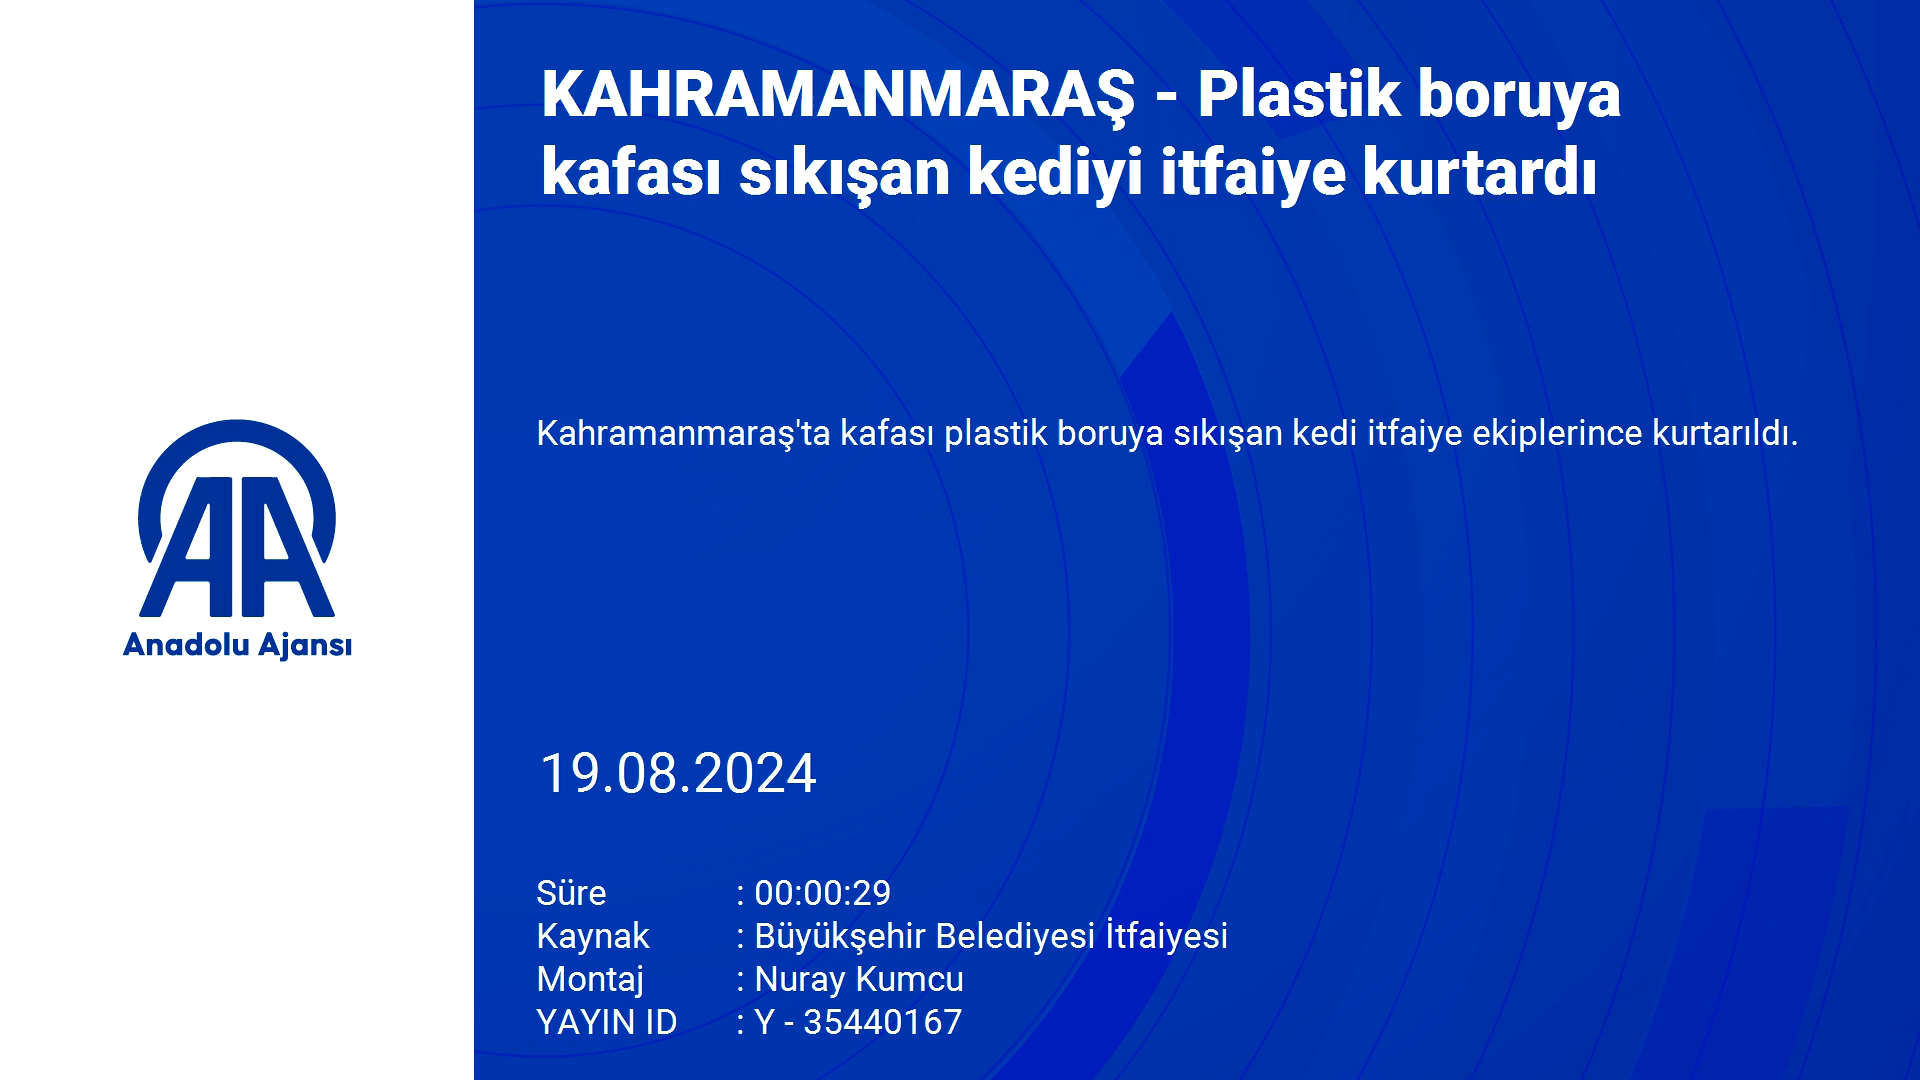 KAHRAMANMARAŞ - Plastik boruya
kafası sıkışan kediyi itfaiye kurtardı
Kahramanmaraş'ta kafası plastik boruya sıkışan kedi itfaiye ekiplerince kurtarıldı.
AA
Anadolu Ajansı
19.08.2024
Süre : 00:00:29
Kaynak : Büyükşehir Belediyesi İtfaiyesi
Montaj : Nuray Kumcu
YAYIN ID : Y - 35440167